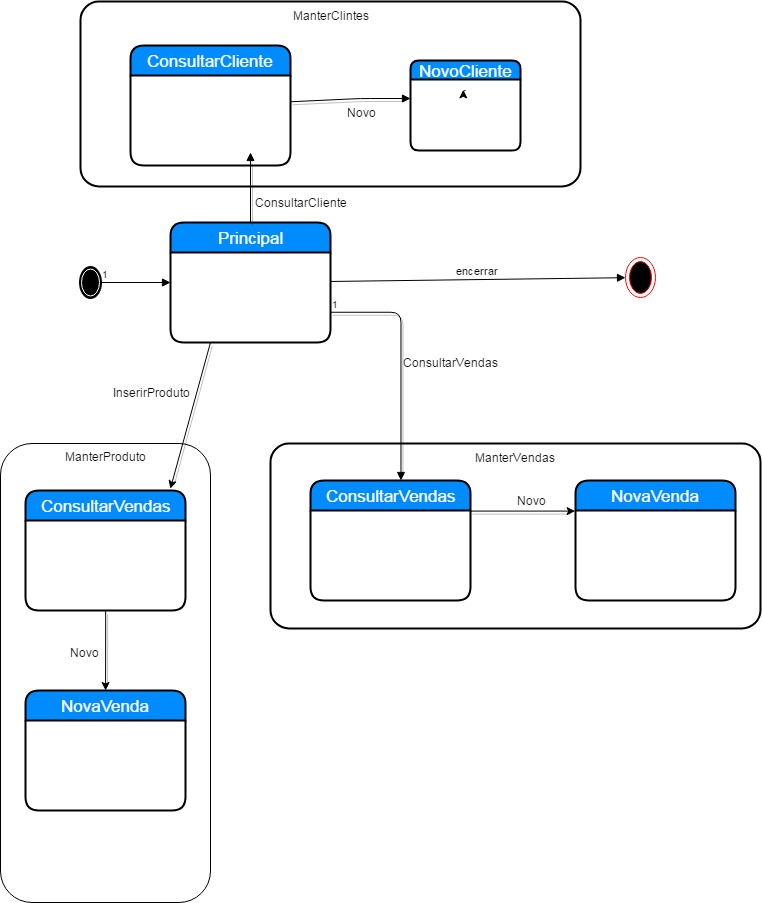 ManterClintes
ConsultarCliente
NovoCliente
Novo
ConsultarCliente
Principal
1
encerrar
1
ConsultarVendas
InserirProduto
ManterProduto
ConsultarVendas
Novo
NovaVenda
ManterVendas
ConsultarVendas
Novo
NovaVenda